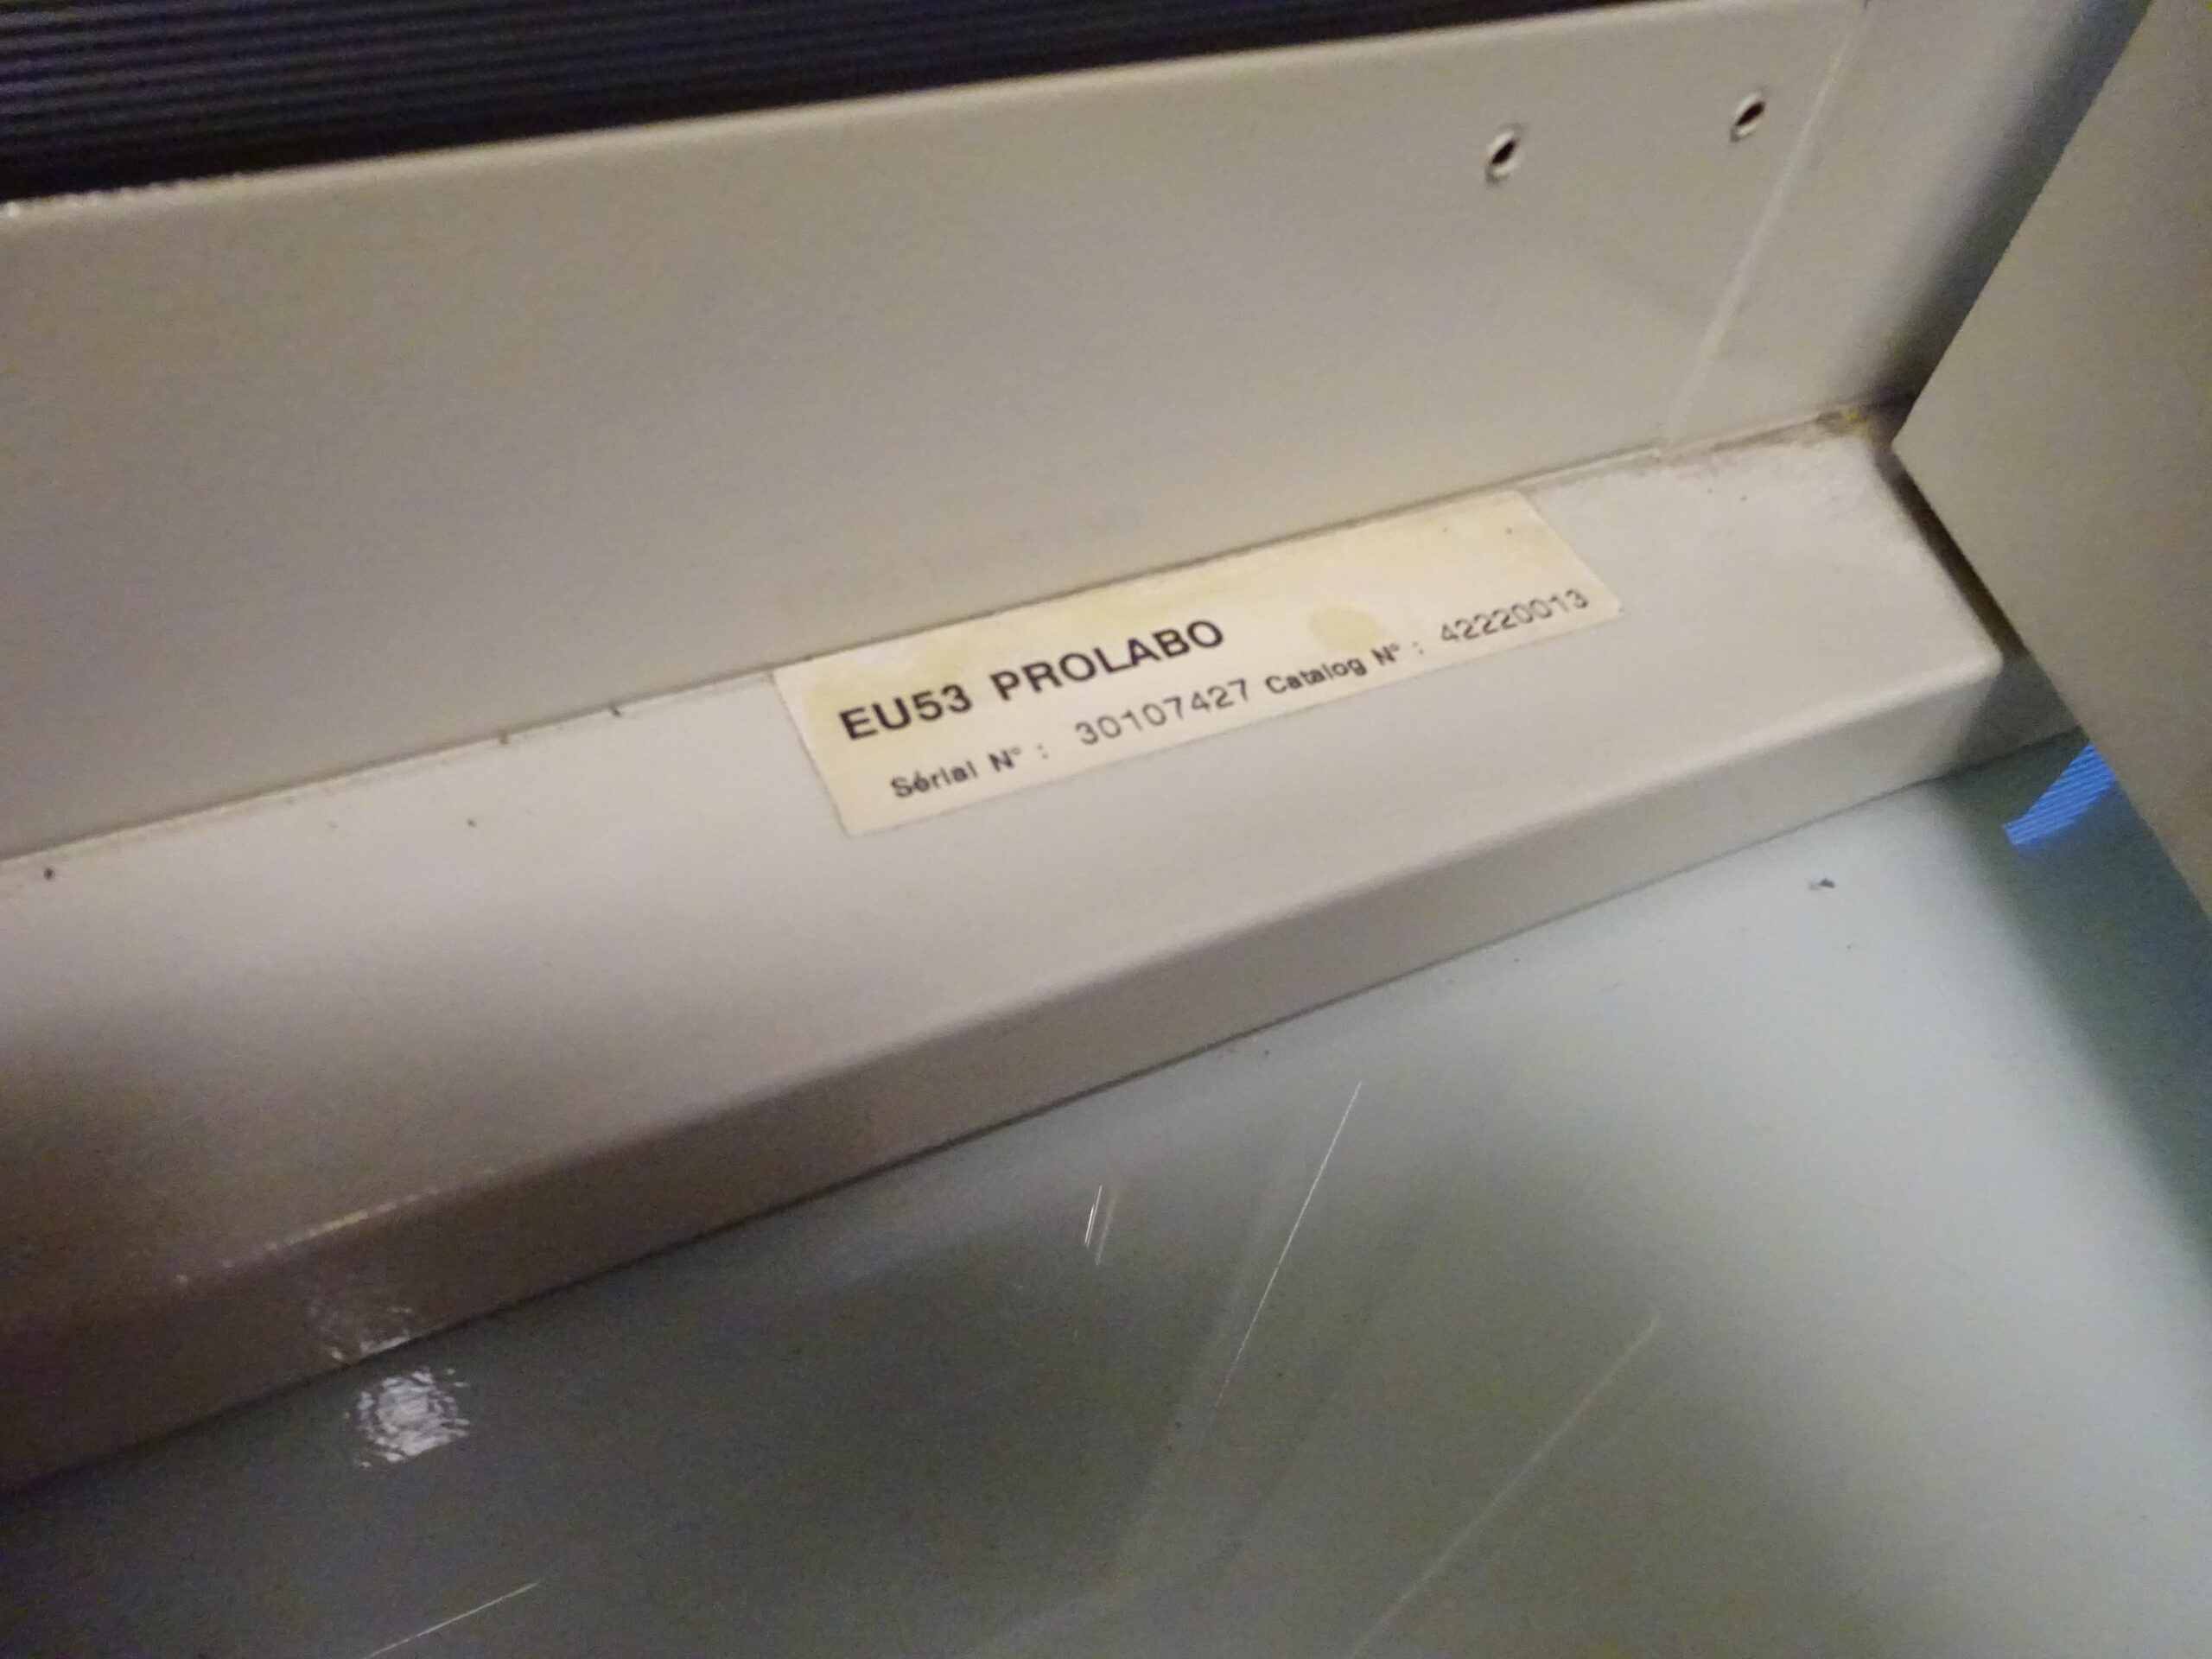 EU53 PROLABO
Sérial N° : 30107427 Catalog N° : 42220013